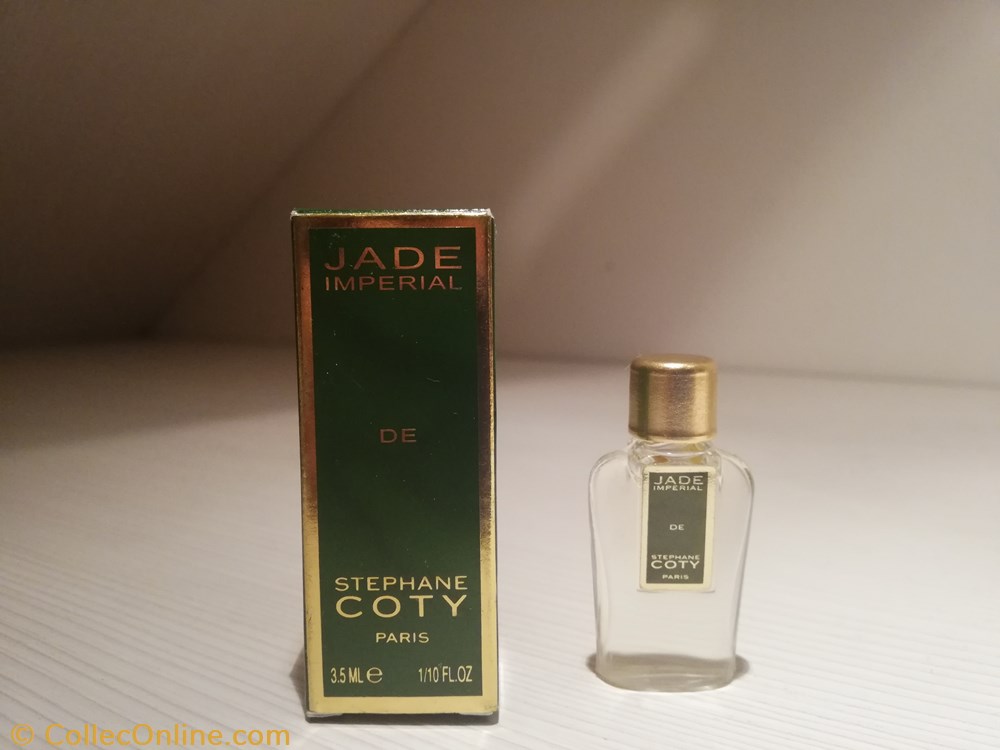 JADE
IMPERIAL
DE
STEPHANE
COTY
PARIS
3.5 ML e 1/10 FL.OZ
JADE
IMPERIAL
DE
STEPHANE
COTY
PARIS
© CollecOnline.com